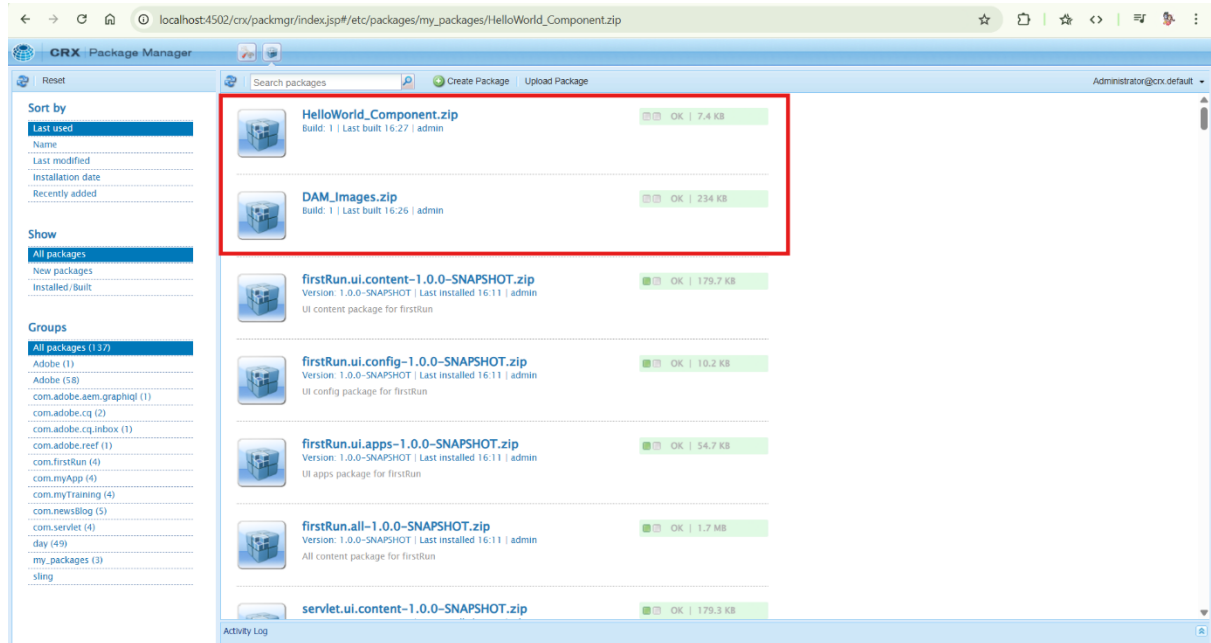 localhost:4502/crx/packmgr/index.jsp#/etc/packages/my_packages/HelloWorld_Component.zip
CRX Package Manager
Reset
Search packages
Create Package
Upload Package
Administrator@crx.default
Sort by
Last used
Name
Last modified
Installation date
Recently added
Show
All packages
New packages
Installed/Built
Groups
All packages (137)
Adobe (1)
Adobe (58)
com.adobe.aem.graphiql (1)
com.adobe.cq (2)
com.adobe.cq.inbox (1)
com.adobe.reef (1)
com.firstRun (4)
com.myApp (4)
com.myTraining (4)
com.newsBlog (5)
com.servlet (4)
day (49)
my_packages (3)
sling
HelloWorld_Component.zip
Build: 1 | Last built 16:27 | admin
OK | 7.4 KB
DAM_Images.zip
Build: 1 | Last built 16:26 | admin
OK | 234 KB
firstRun.ui.content-1.0.0-SNAPSHOT.zip
Version: 1.0.0-SNAPSHOT | Last installed 16:11 | admin
UI content package for firstRun
OK | 179.7 KB
firstRun.ui.config-1.0.0-SNAPSHOT.zip
Version: 1.0.0-SNAPSHOT | Last installed 16:11 | admin
UI config package for firstRun
OK | 10.2 KB
firstRun.ui.apps-1.0.0-SNAPSHOT.zip
Version: 1.0.0-SNAPSHOT | Last installed 16:11 | admin
UI apps package for firstRun
OK | 54.7 KB
firstRun.all-1.0.0-SNAPSHOT.zip
Version: 1.0.0-SNAPSHOT | Last installed 16:11 | admin
All content package for firstRun
OK | 1.7 MB
servlet.ui.content-1.0.0-SNAPSHOT.zip
OK | 179.3 KB
Activity Log